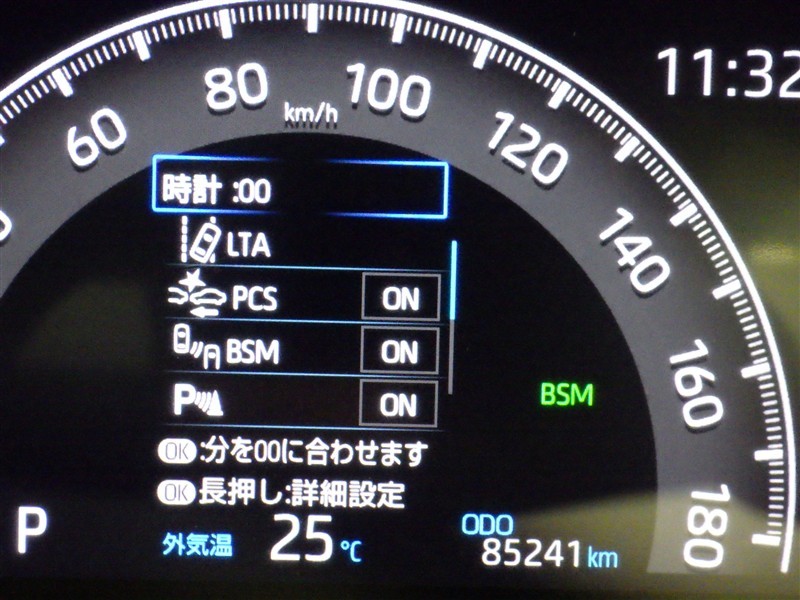 11:32
60
80
100
120
140
160
180
km/h
時計 :00
LTA
PCS ON
BSM ON
P ON
BSM
OK:分を00に合わせます
OK長押し:詳細設定
P
外気温 25℃
ODO
85241 km